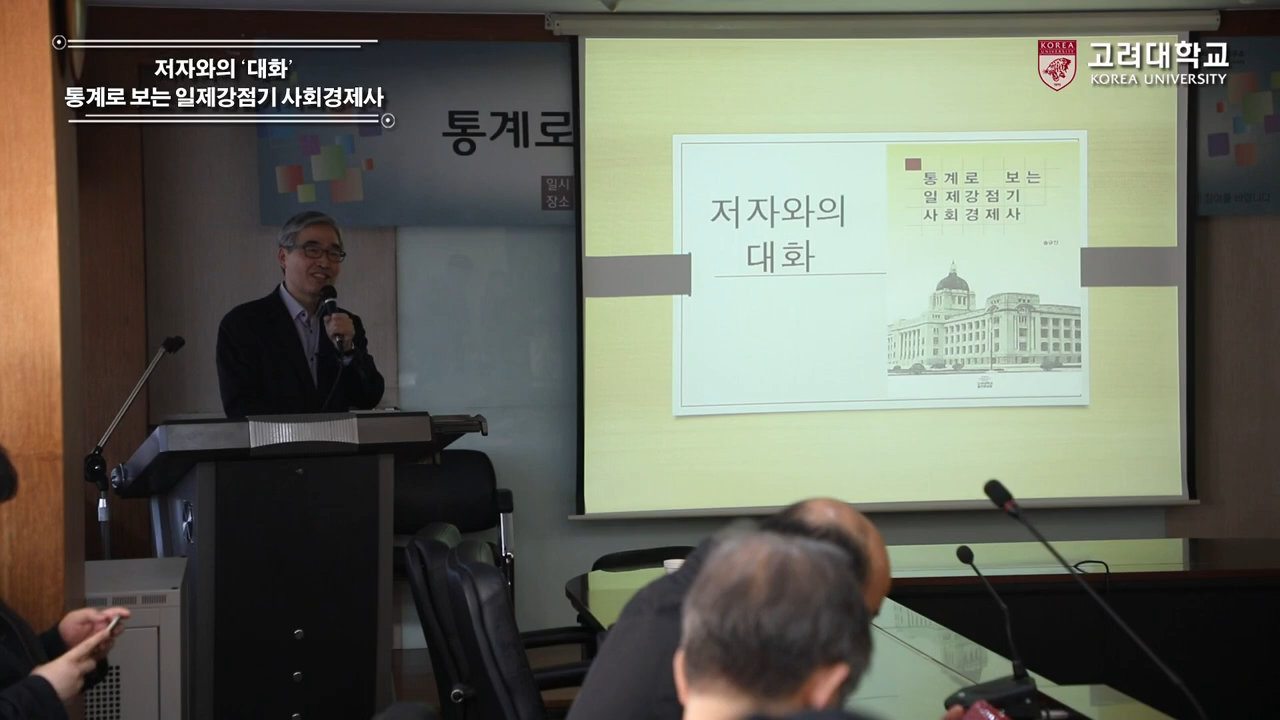 저자와의 ‘대화’
통계로 보는 일제강점기 사회경제사
KOREA
고려대학교
KOREA UNIVERSITY
통계로
일시
장소
저자와의
대화
통계로 보는
일제강점기
사회경제사
송규진